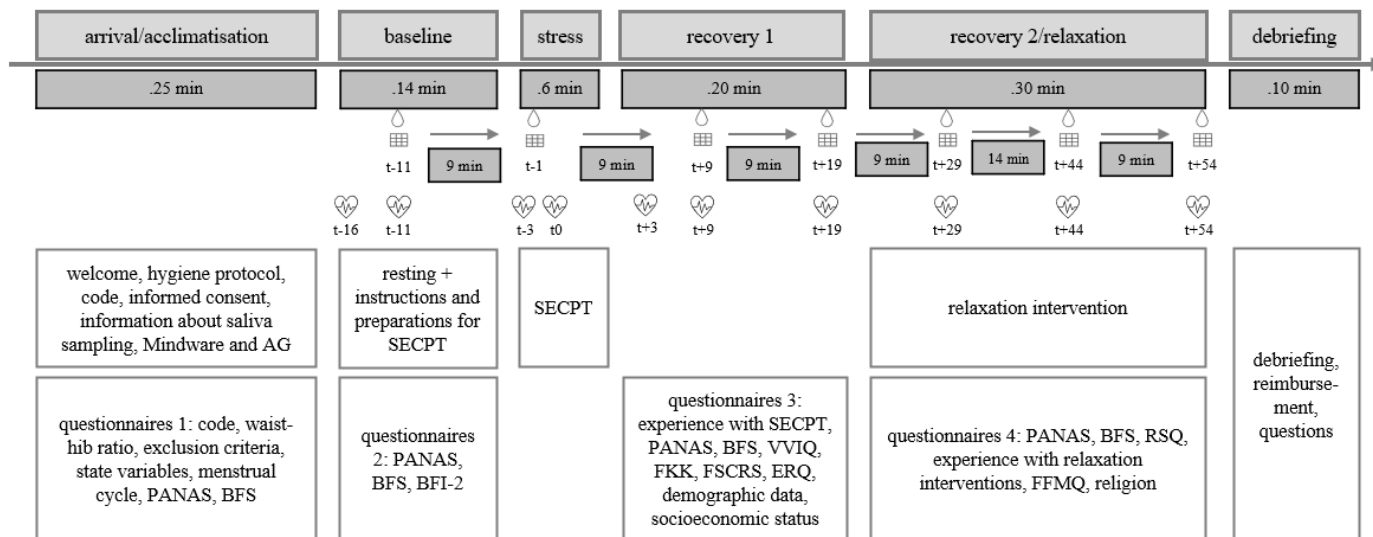 arrival/acclimatisation baseline stress recovery 1 recovery 2/relaxation debriefing
.25 min .14 min .6 min .20 min .30 min .10 min
t-11 9 min t-1 9 min t+9 9 min t+19 9 min t+29 14 min t+44 9 min t+54
t-16 t-11 t-3 t0 t+3 t+9 t+19 t+29 t+44 t+54
welcome, hygiene protocol,
code, informed consent,
information about saliva
sampling, Mindware and AG
resting +
instructions and
preparations for
SECPT
SECPT
relaxation intervention
debriefing,
reimburse-
ment,
questions
questionnaires 1: code, waist-
hib ratio, exclusion criteria,
state variables, menstrual
cycle, PANAS, BFS
questionnaires
2: PANAS,
BFS, BFI-2
questionnaires 3:
experience with SECPT,
PANAS, BFS, VVIQ,
FKK, FSCRS, ERQ,
demographic data,
socioeconomic status
questionnaires 4: PANAS, BFS, RSQ,
experience with relaxation
interventions, FFMQ, religion